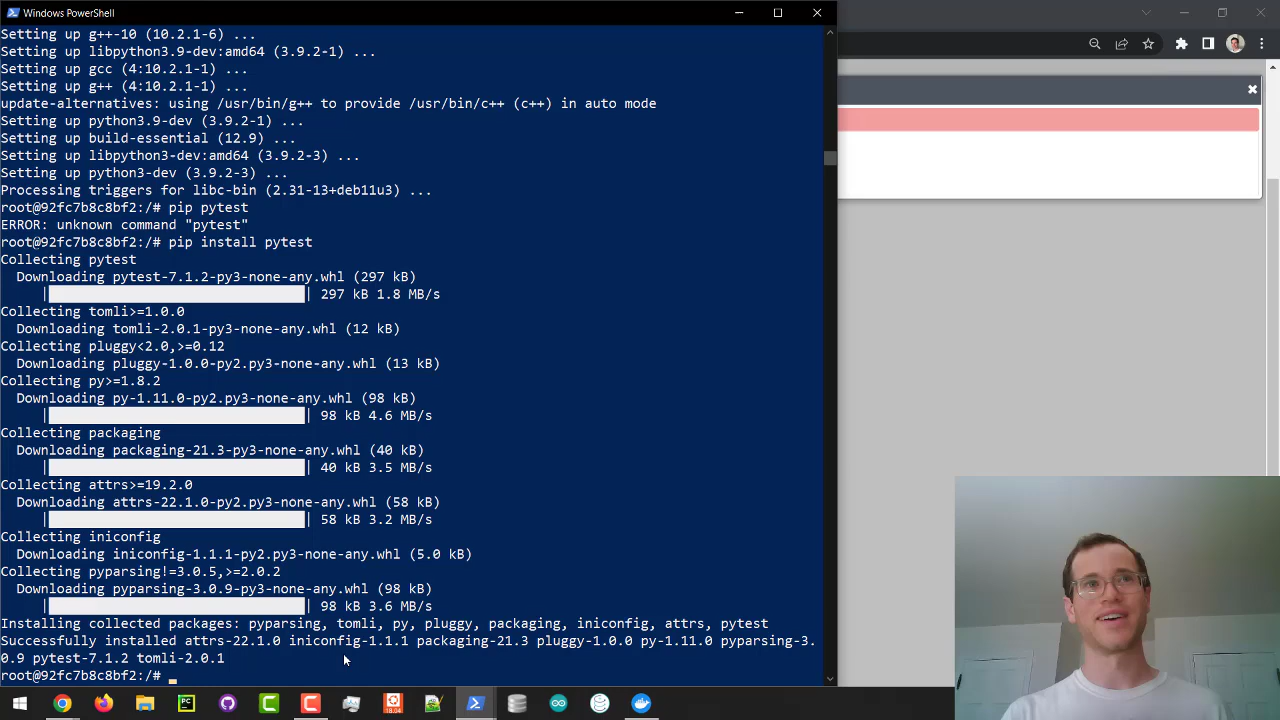 Windows PowerShell
Setting up g++-10 (10.2.1-6) ...
Setting up libpython3.9-dev:amd64 (3.9.2-1) ...
Setting up gcc (4:10.2.1-1) ...
Setting up g++ (4:10.2.1-1) ...
update-alternatives: using /usr/bin/g++ to provide /usr/bin/c++ (c++) in auto mode
Setting up python3.9-dev (3.9.2-1) ...
Setting up build-essential (12.9) ...
Setting up libpython3-dev:amd64 (3.9.2-3) ...
Setting up python3-dev (3.9.2-3) ...
Processing triggers for libc-bin (2.31-13+deb11u3) ...
root@92fc7b8c8bf2:/# pip pytest
ERROR: unknown command "pytest"
root@92fc7b8c8bf2:/# pip install pytest
Collecting pytest
Downloading pytest-7.1.2-py3-none-any.whl (297 kB)
| | 297 kB 1.8 MB/s
Collecting tomli>=1.0.0
Downloading tomli-2.0.1-py3-none-any.whl (12 kB)
Collecting pluggy<2.0,>=0.12
Downloading pluggy-1.0.0-py2.py3-none-any.whl (13 kB)
Collecting py>=1.8.2
Downloading py-1.11.0-py2.py3-none-any.whl (98 kB)
| | 98 kB 4.6 MB/s
Collecting packaging
Downloading packaging-21.3-py3-none-any.whl (40 kB)
| | 40 kB 3.5 MB/s
Collecting attrs>=19.2.0
Downloading attrs-22.1.0-py2.py3-none-any.whl (58 kB)
| | 58 kB 3.2 MB/s
Collecting iniconfig
Downloading iniconfig-1.1.1-py2.py3-none-any.whl (5.0 kB)
Collecting pyparsing!=3.0.5,>=2.0.2
Downloading pyparsing-3.0.9-py3-none-any.whl (98 kB)
| | 98 kB 3.6 MB/s
Installing collected packages: pyparsing, tomli, py, pluggy, packaging, iniconfig, attrs, pytest
Successfully installed attrs-22.1.0 iniconfig-1.1.1 packaging-21.3 pluggy-1.0.0 py-1.11.0 pyparsing-3.
0.9 pytest-7.1.2 tomli-2.0.1
root@92fc7b8c8bf2:/#
PC
18.04